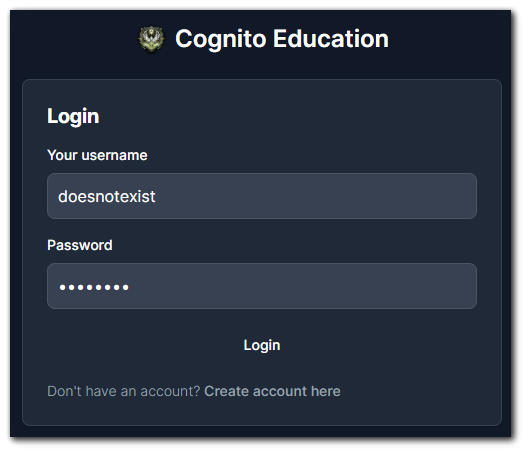 Cognito Education
Login
Your username
doesnotexist
Password
••••••••
Login
Don't have an account? Create account here